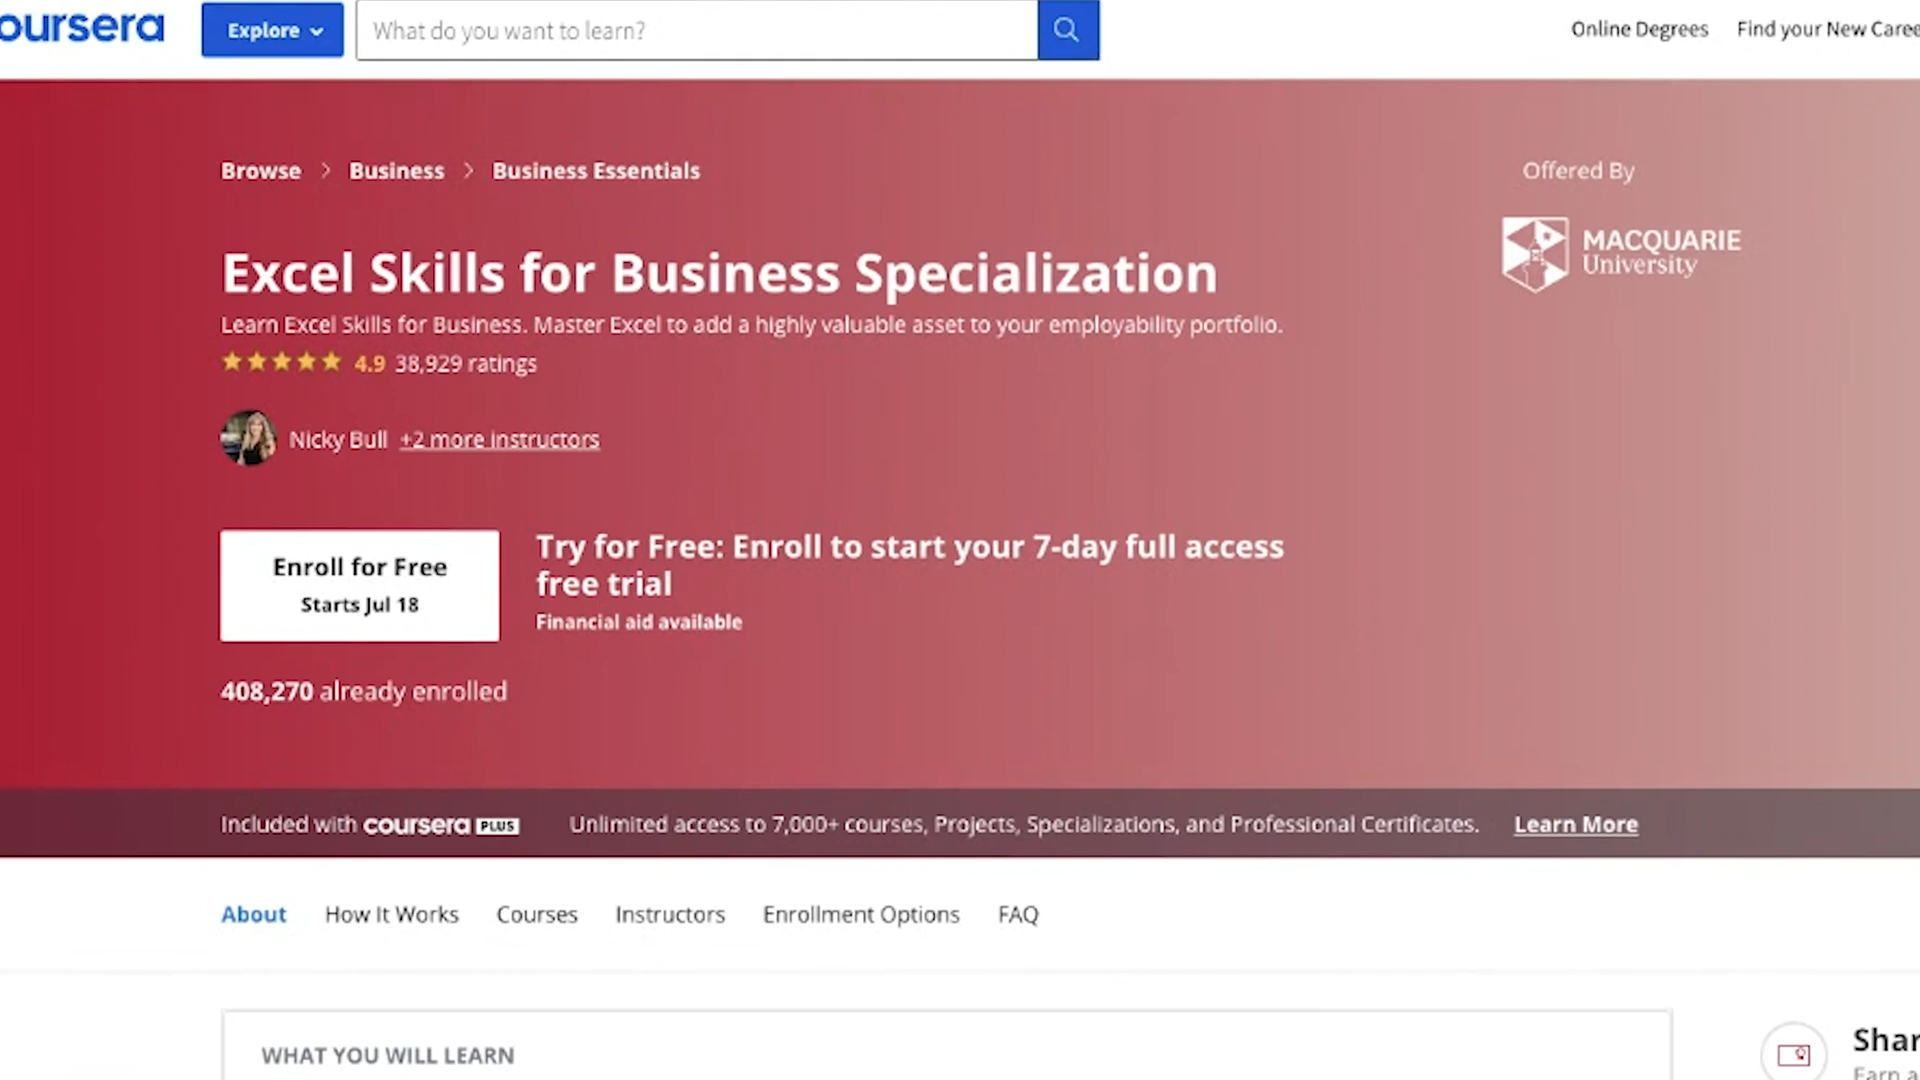 oursera
Explore
What do you want to learn?
Online Degrees
Find your New Caree
Browse > Business > Business Essentials
Offered By
MACQUARIE
University
Excel Skills for Business Specialization
Learn Excel Skills for Business. Master Excel to add a highly valuable asset to your employability portfolio.
4.9 38,929 ratings
Nicky Bull +2 more instructors
Enroll for Free
Starts Jul 18
Try for Free: Enroll to start your 7-day full access
free trial
Financial aid available
408,270 already enrolled
Included with coursera PLUS
Unlimited access to 7,000+ courses, Projects, Specializations, and Professional Certificates.
Learn More
About
How It Works
Courses
Instructors
Enrollment Options
FAQ
WHAT YOU WILL LEARN
Shar
Earn a